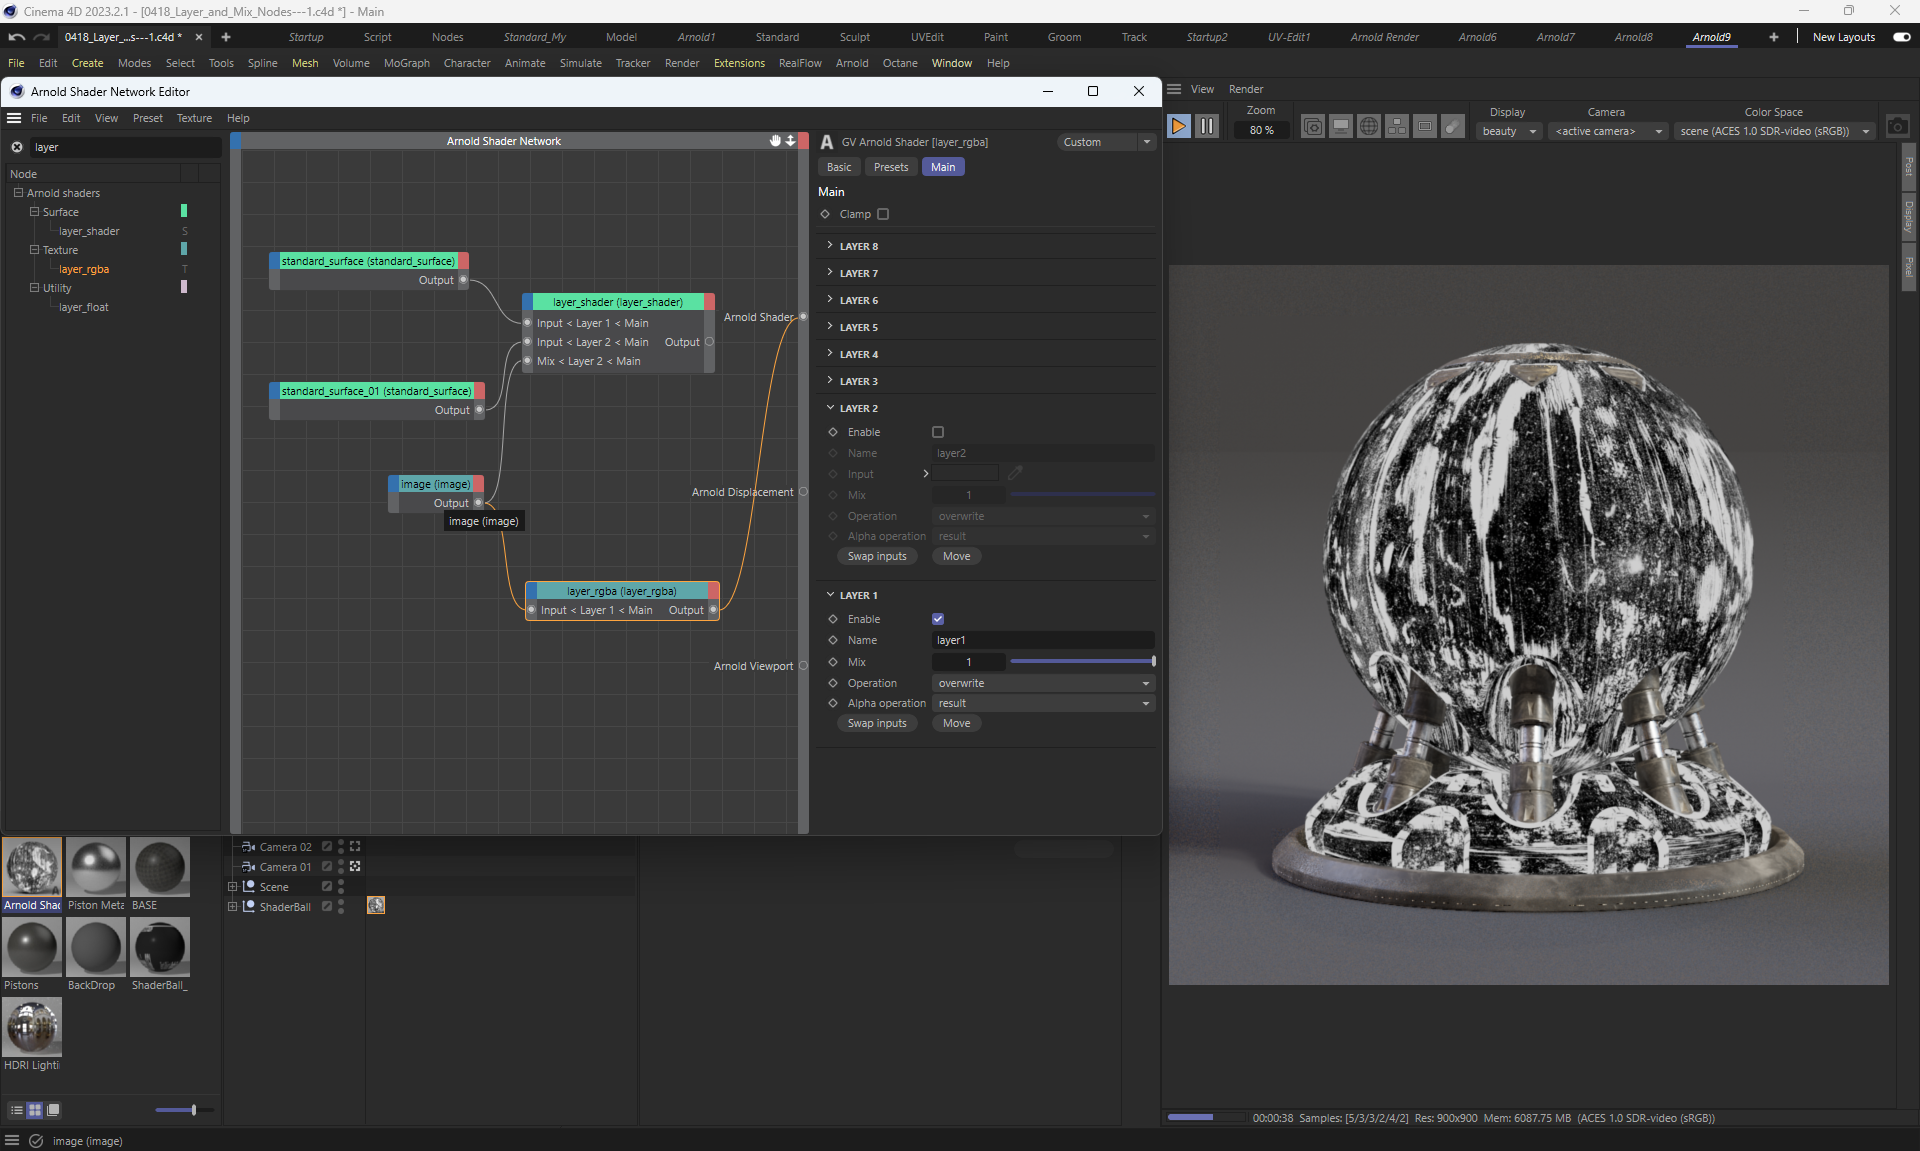 Cinema 4D 2023.2.1 - [0418_Layer_and_Mix_Nodes---1.c4d *] - Main
0418_Layer_...s---1.c4d *
Startup
Script
Nodes
Standard_My
Model
Arnold1
Standard
Sculpt
UVEdit
Paint
Groom
Track
Startup2
UV-Edit1
Arnold Render
Arnold6
Arnold7
Arnold8
Arnold9
New Layouts
File Edit Create Modes Select Tools Spline Mesh Volume MoGraph Character Animate Simulate Tracker Render Extensions RealFlow Arnold Octane Window Help
Arnold Shader Network Editor
File Edit View Preset Texture Help
layer
Node
Arnold shaders
Surface
layer_shader S
Texture
layer_rgba T
Utility
layer_float
Arnold Shader Network
standard_surface (standard_surface)
Output
layer_shader (layer_shader)
Input < Layer 1 < Main
Input < Layer 2 < Main Output
Mix < Layer 2 < Main
Arnold Shader
standard_surface_01 (standard_surface)
Output
image (image)
Output
image (image)
Arnold Displacement
layer_rgba (layer_rgba)
Input < Layer 1 < Main Output
Arnold Viewport
GV Arnold Shader [layer_rgba]
Custom
Basic Presets Main
Main
Clamp
LAYER 8
LAYER 7
LAYER 6
LAYER 5
LAYER 4
LAYER 3
LAYER 2
Enable
Name layer2
Input
Mix 1
Operation overwrite
Alpha operation result
Swap inputs Move
LAYER 1
Enable
Name layer1
Mix 1
Operation overwrite
Alpha operation result
Swap inputs Move
View Render
Zoom
80 %
Display
beauty
Camera
<active camera>
Color Space
scene (ACES 1.0 SDR-video (sRGB))
Post
Display
Pixel
Arnold Shac
Piston Meta
BASE
Pistons
BackDrop
ShaderBall_
HDRI Lighti
Camera 02
Camera 01
Scene
ShaderBall
00:00:38 Samples: [5/3/3/2/4/2] Res: 900x900 Mem: 6087.75 MB (ACES 1.0 SDR-video (sRGB))
image (image)